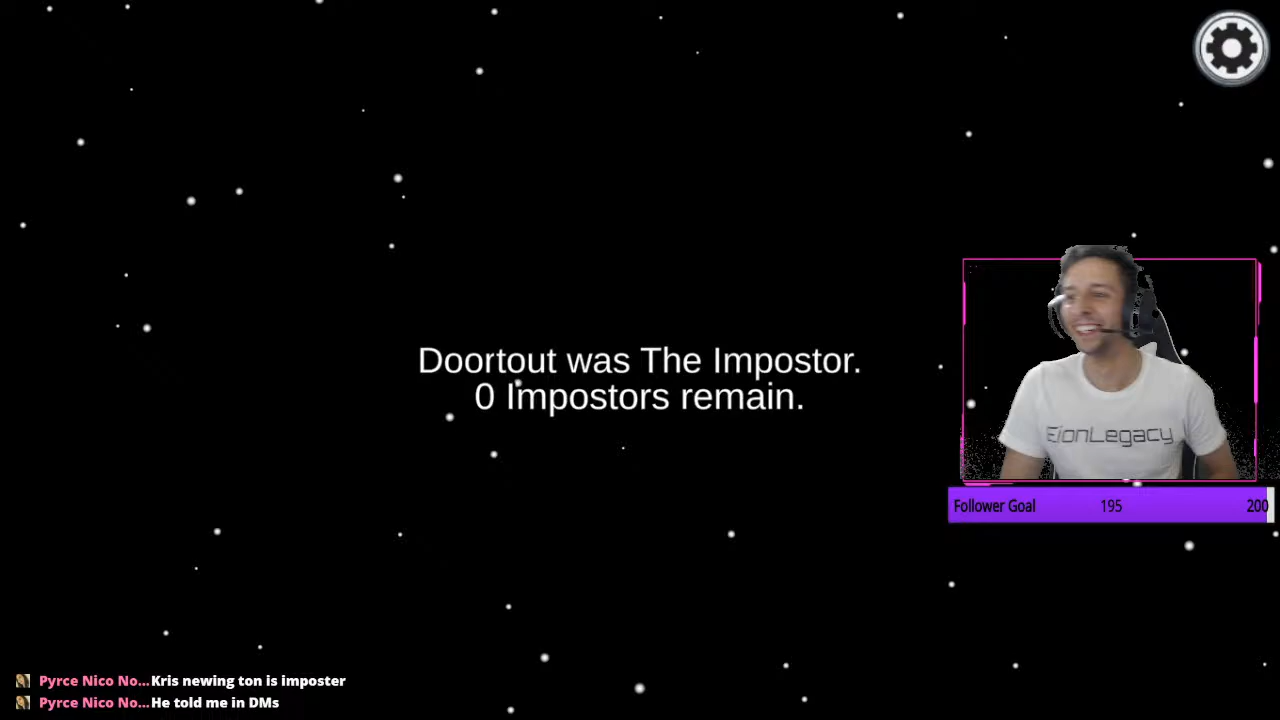 Doortout was The Impostor.
0 Impostors remain.
EionLegacy
Follower Goal 195 200
Pyrce Nico No... Kris newing ton is imposter
Pyrce Nico No... He told me in DMs